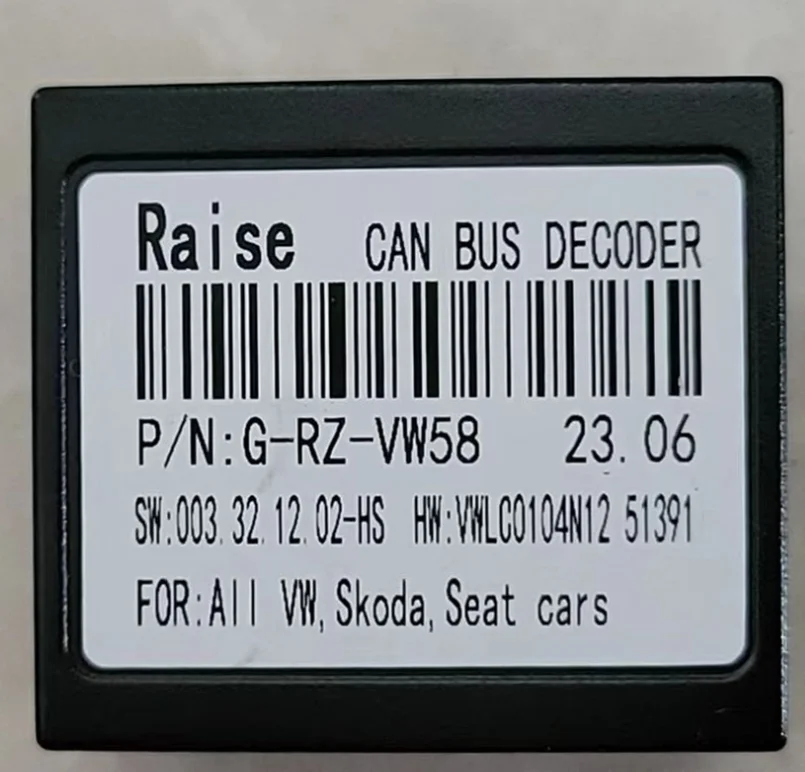 Raise CAN BUS DECODER
P/N:G-RZ-VW58 23.06
SW:003.32.12.02-HS HW:VWLC0104N12 51391
FOR:All VW,Skoda,Seat cars